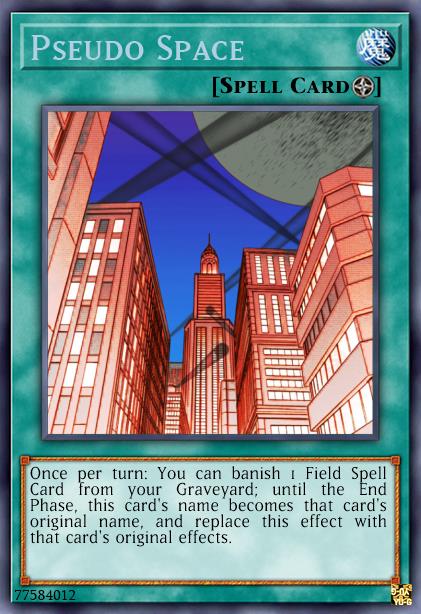 Pseudo Space
[Spell Card]
Once per turn: You can banish 1 Field Spell
Card from your Graveyard; until the End
Phase, this card's name becomes that card's
original name, and replace this effect with
that card's original effects.
77584012